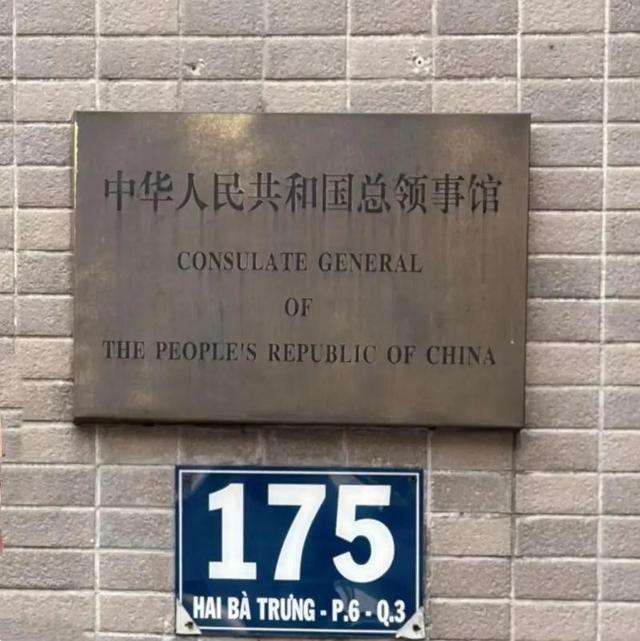 中华人民共和国总领事馆
CONSULATE GENERAL
OF
THE PEOPLE'S REPUBLIC OF CHINA
175
HAI BÀ TRƯNG - P.6 - Q.3